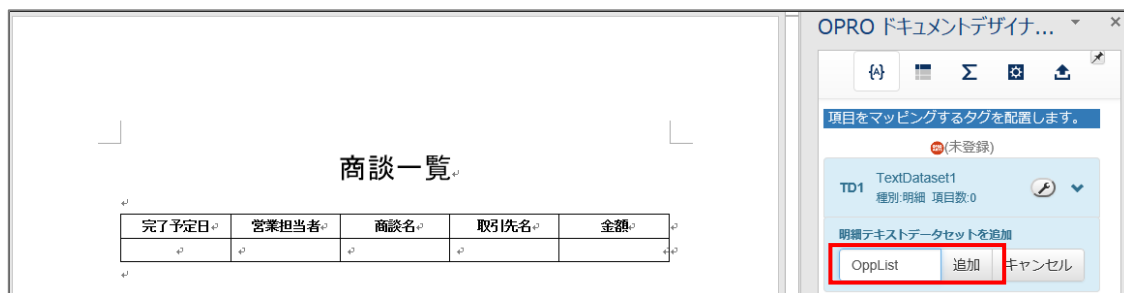 OPRO ドキュメントデザイナ...
項目をマッピングするタグを配置します。
(未登録)
TD1
TextDataset1
種別:明細 項目数:0
明細テキストデータセットを追加
OppList 追加 キャンセル
商談一覧
完了予定日 営業担当者 商談名 取引先名 金額